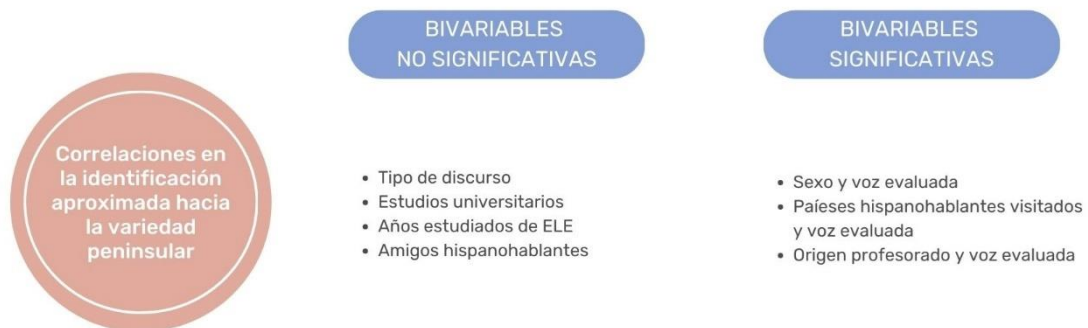 Correlaciones en
la identificación
aproximada hacia
la variedad
peninsular
BIVARIABLES
NO SIGNIFICATIVAS
• Tipo de discurso
• Estudios universitarios
• Años estudiados de ELE
• Amigos hispanohablantes
BIVARIABLES
SIGNIFICATIVAS
• Sexo y voz evaluada
• Países hispanohablantes visitados
y voz evaluada
• Origen profesorado y voz evaluada